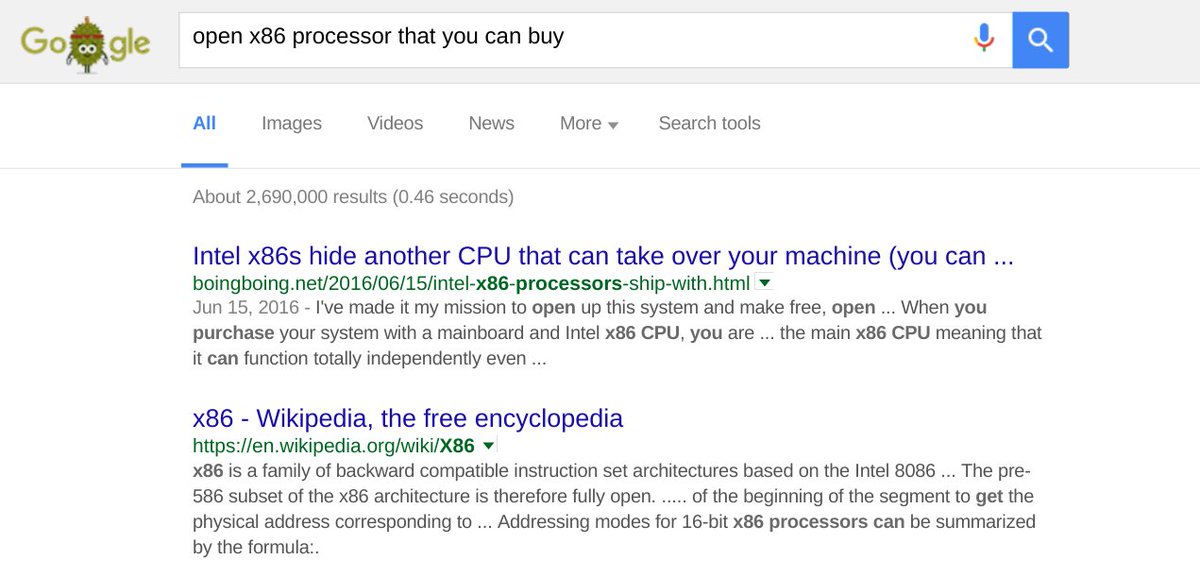 Google
open x86 processor that you can buy
All Images Videos News More Search tools
About 2,690,000 results (0.46 seconds)
Intel x86s hide another CPU that can take over your machine (you can ...
boingboing.net/2016/06/15/intel-x86-processors-ship-with.html
Jun 15, 2016 - I've made it my mission to open up this system and make free, open ... When you
purchase your system with a mainboard and Intel x86 CPU, you are ... the main x86 CPU meaning that
it can function totally independently even ...
x86 - Wikipedia, the free encyclopedia
https://en.wikipedia.org/wiki/X86
x86 is a family of backward compatible instruction set architectures based on the Intel 8086 ... The pre-
586 subset of the x86 architecture is therefore fully open. ..... of the beginning of the segment to get the
physical address corresponding to ... Addressing modes for 16-bit x86 processors can be summarized
by the formula:.